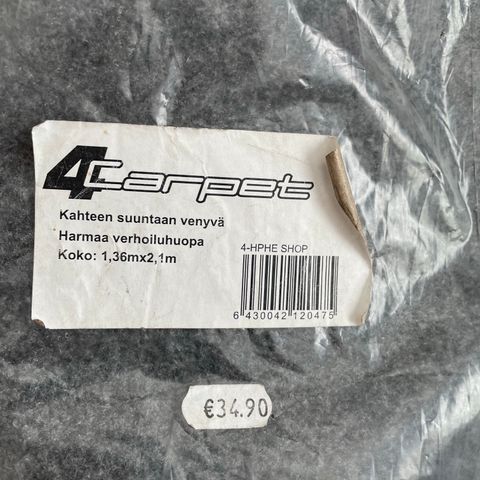 4Carpet
Kahteen suuntaan venyvä
Harmaa verhoiluhuopa
Koko: 1,36mx2,1m
4-HPHE SHOP
6 430042 120475
€34.90